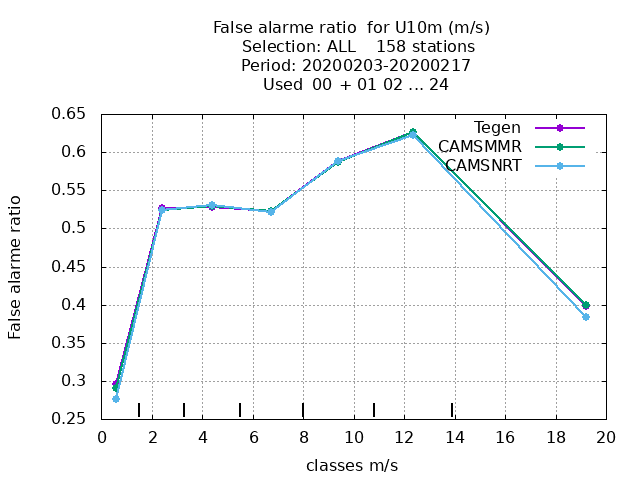 False alarme ratio  for U10m (m/s)
Selection: ALL    158 stations
Period: 20200203-20200217
Used  00 + 01 02 ... 24
0.65
0.6
0.55
0.5
0.45
0.4
0.35
0.3
0.25
False alarme ratio
Tegen
CAMSMMR
CAMSNRT
0 2 4 6 8 10 12 14 16 18 20
classes m/s